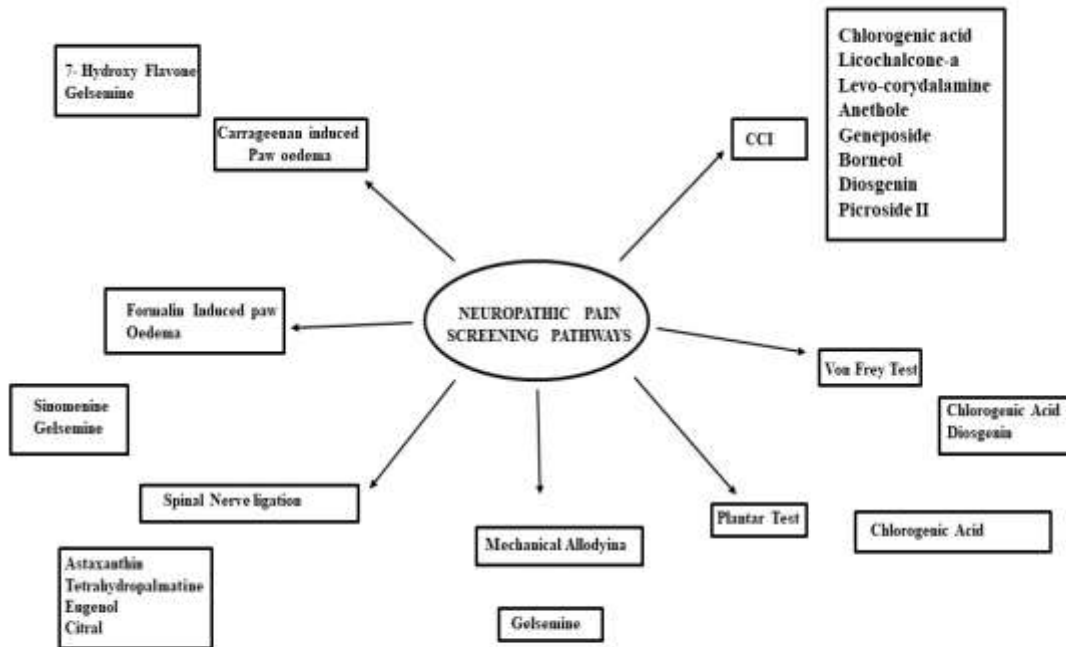 7- Hydroxy Flavone
Gelsemine
Carrageenan induced
Paw oedema
CCI
Chlorogenic acid
Licochalcone-a
Levo-corydalamine
Anethole
Geneposide
Borneol
Diosgenin
Picroside II
NEUROPATHIC PAIN
SCREENING PATHWAYS
Formalin Induced paw
Oedema
Sinomenine
Gelsemine
Von Frey Test
Chlorogenic Acid
Diosgenin
Spinal Nerve ligation
Astaxanthin
Tetrahydropalmatine
Eugenol
Citral
Mechanical Allodyina
Gelsemine
Plantar Test
Chlorogenic Acid